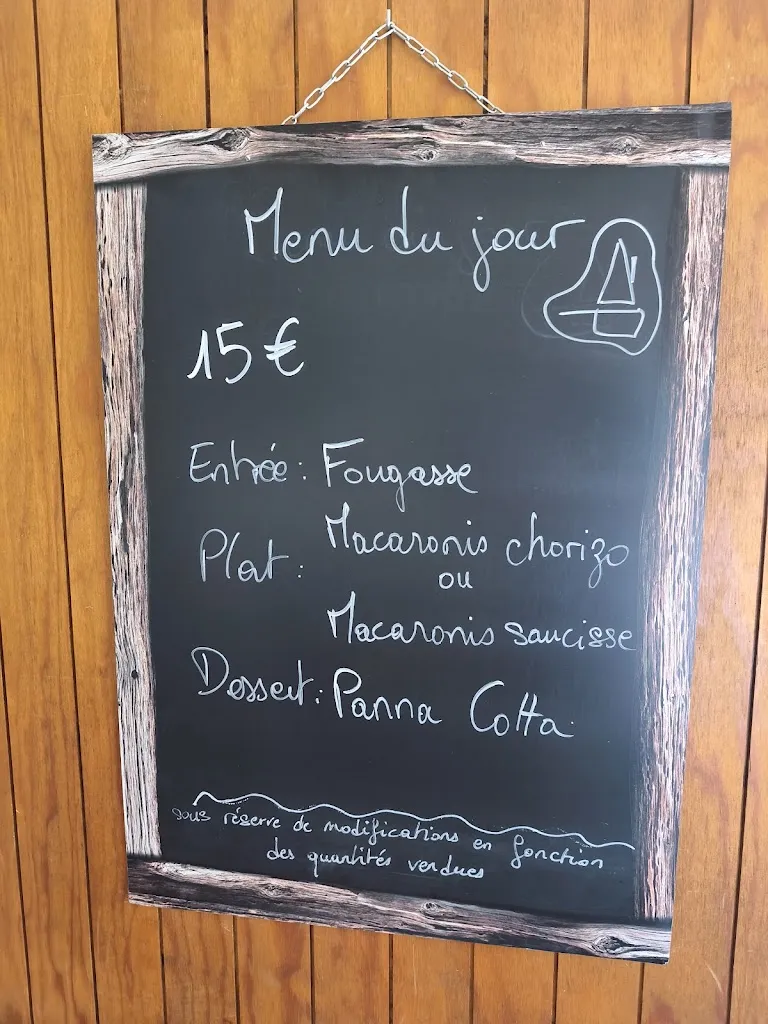 Menu du jour
15€
Entrée : Fougasse
Plat : Macaronis chorizo
ou
Macaronis saucisse
Dessert : Panna Cotta
sous réserve de modifications en fonction
des quantités vendues